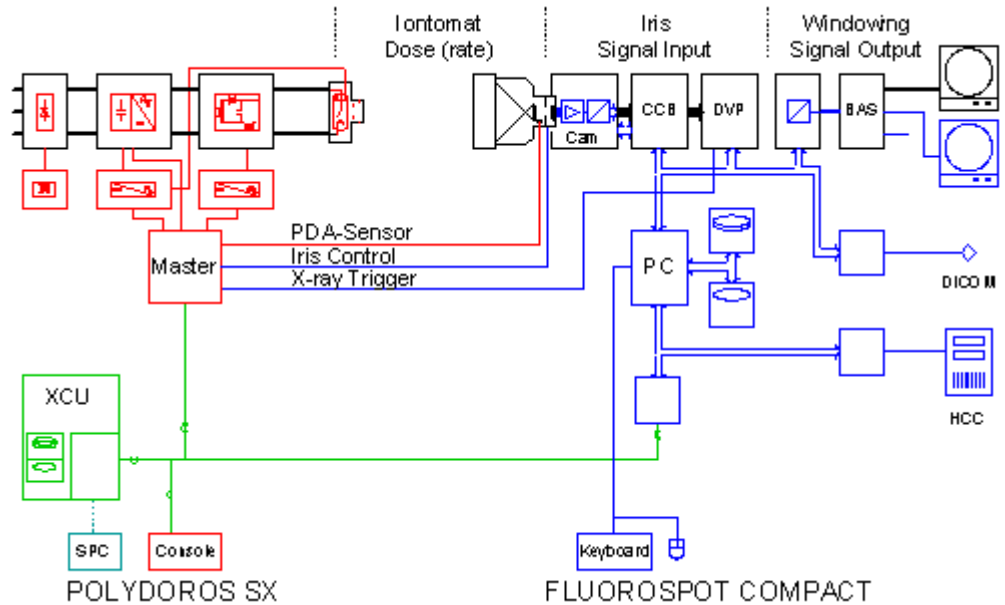 Iontomat
Dose (rate)
Iris
Signal Input
Windowing
Signal Output
Cam
CCB
DVP
BAS
Master
PDA-Sensor
Iris Control
X-ray Trigger
PC
DICOM
HCC
XCU
SPC
Console
Keyboard
POLYDOROS SX
FLUOROSPOT COMPACT